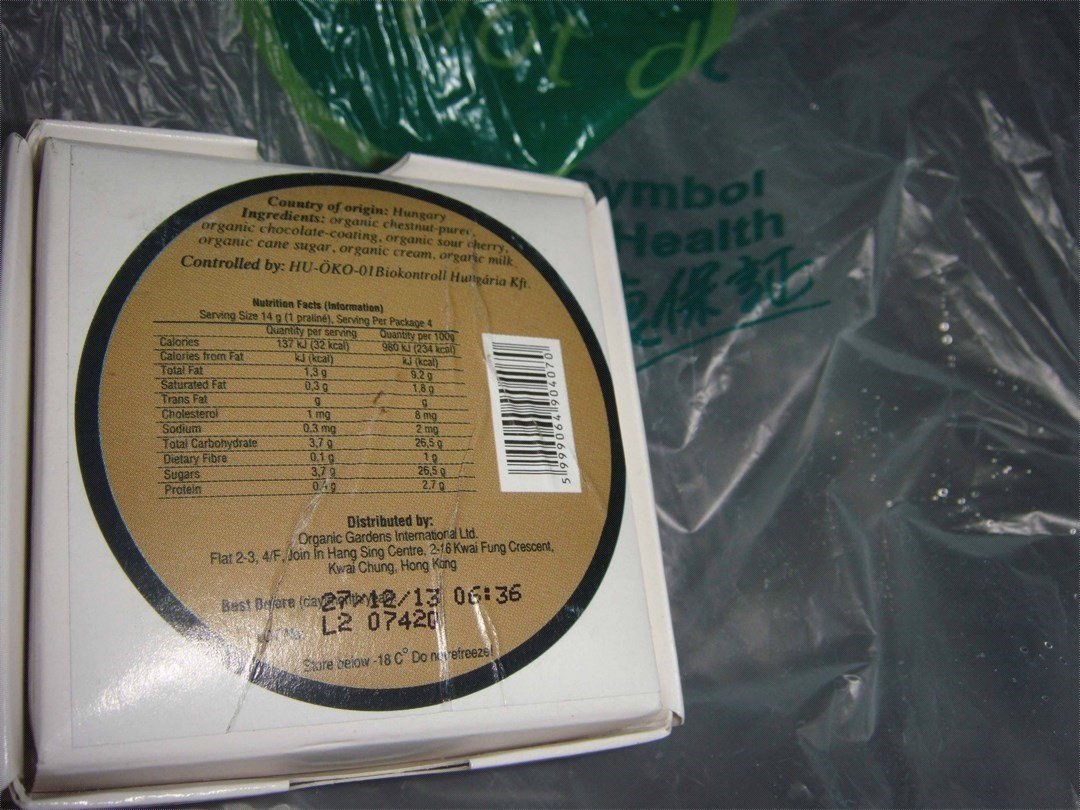 for d
ymbol
Health
保証
Country of origin: Hungary
Ingredients: organic chestnut-puree,
organic chocolate-coating, organic sour cherry,
organic cane sugar, organic cream, organic milk
Controlled by: HU-ÖKO-01Biokontroll Hungária Kft.
Nutrition Facts (Information)
Serving Size 14 g (1 praliné), Serving Per Package 4
Quantity per serving Quantity per 100g
Calories 137 kJ (32 kcal) 980 kJ (234 kcal)
Calories from Fat kJ (kcal) kJ (kcal)
Total Fat 1,3 g 9,2 g
Saturated Fat 0,3 g 1,8 g
Trans Fat g g
Cholesterol 1 mg 8 mg
Sodium 0.3 mg 2 mg
Total Carbohydrate 3,7 g 26,5 g
Dietary Fibre 0.1 g 1 g
Sugars 3,7 g 26,5 g
Protein 0.4 g 2.7 g
5 999064 904070
Distributed by:
Organic Gardens International Ltd.
Flat 2-3, 4/F, Join In Hang Sing Centre, 2-16 Kwai Fung Crescent,
Kwai Chung, Hong Kong
Best Before (day 27 12/13 06:36
L2 07420
Store below -18 C° Do not refreeze!